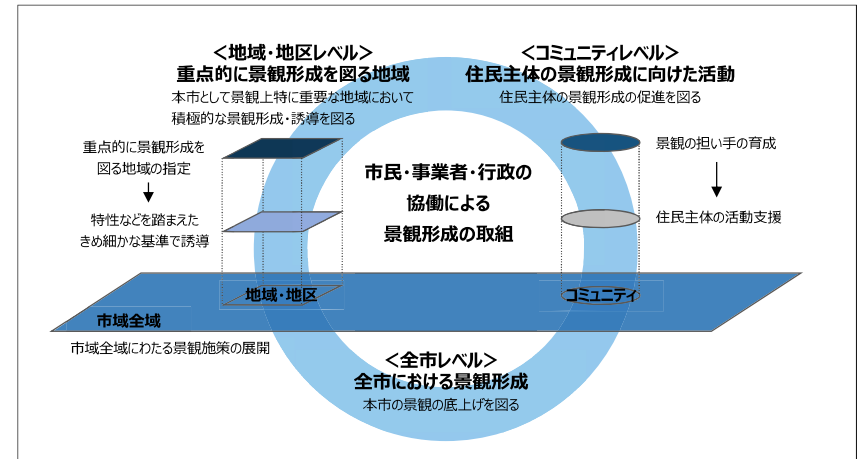 <地域・地区レベル>
重点的に景観形成を図る地域
本市として景観上特に重要な地域において
積極的な景観形成・誘導を図る
重点的に景観形成を
図る地域の指定
特性などを踏まえた
きめ細かな基準で誘導
<コミュニティレベル>
住民主体の景観形成に向けた活動
住民主体の景観形成の促進を図る
景観の担い手の育成
住民主体の活動支援
市民・事業者・行政の
協働による
景観形成の取組
地域・地区
コミュニティ
市域全域
市域全域にわたる景観施策の展開
<全市レベル>
全市における景観形成
本市の景観の底上げを図る